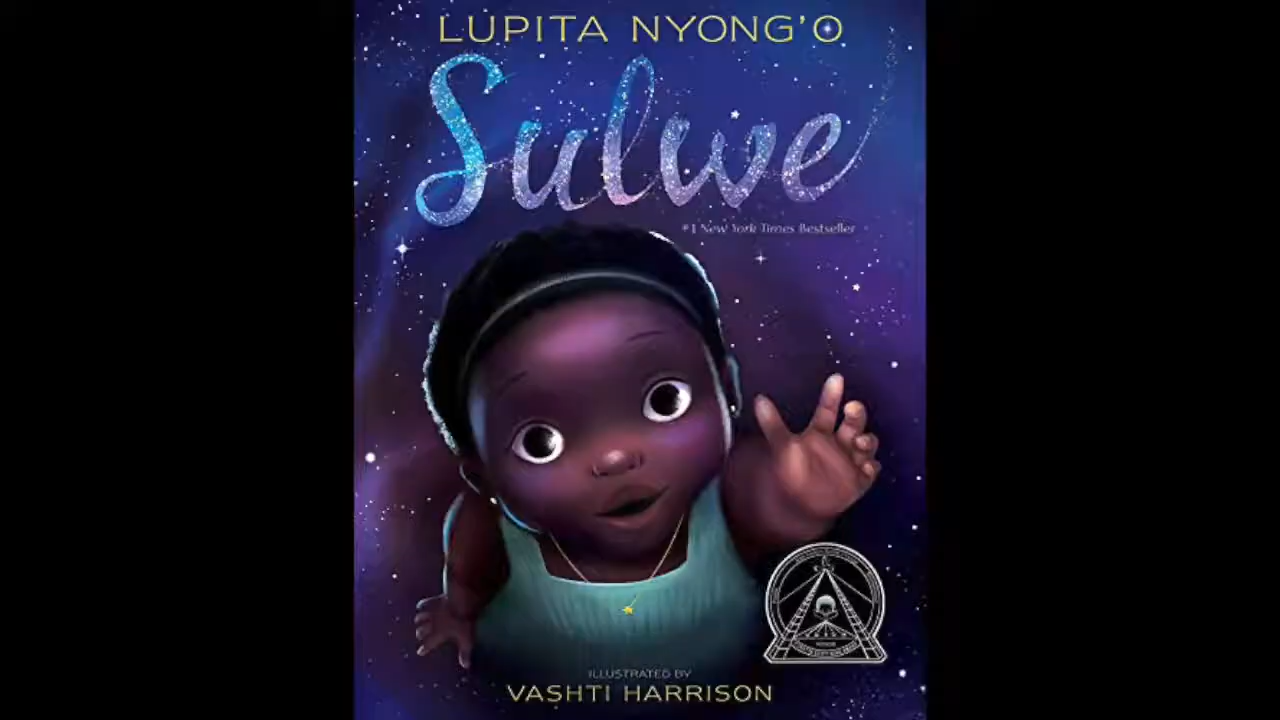 LUPITA NYONG'O
Sulwe
#1 New York Times Bestseller
ILLUSTRATED BY
VASHTI HARRISON